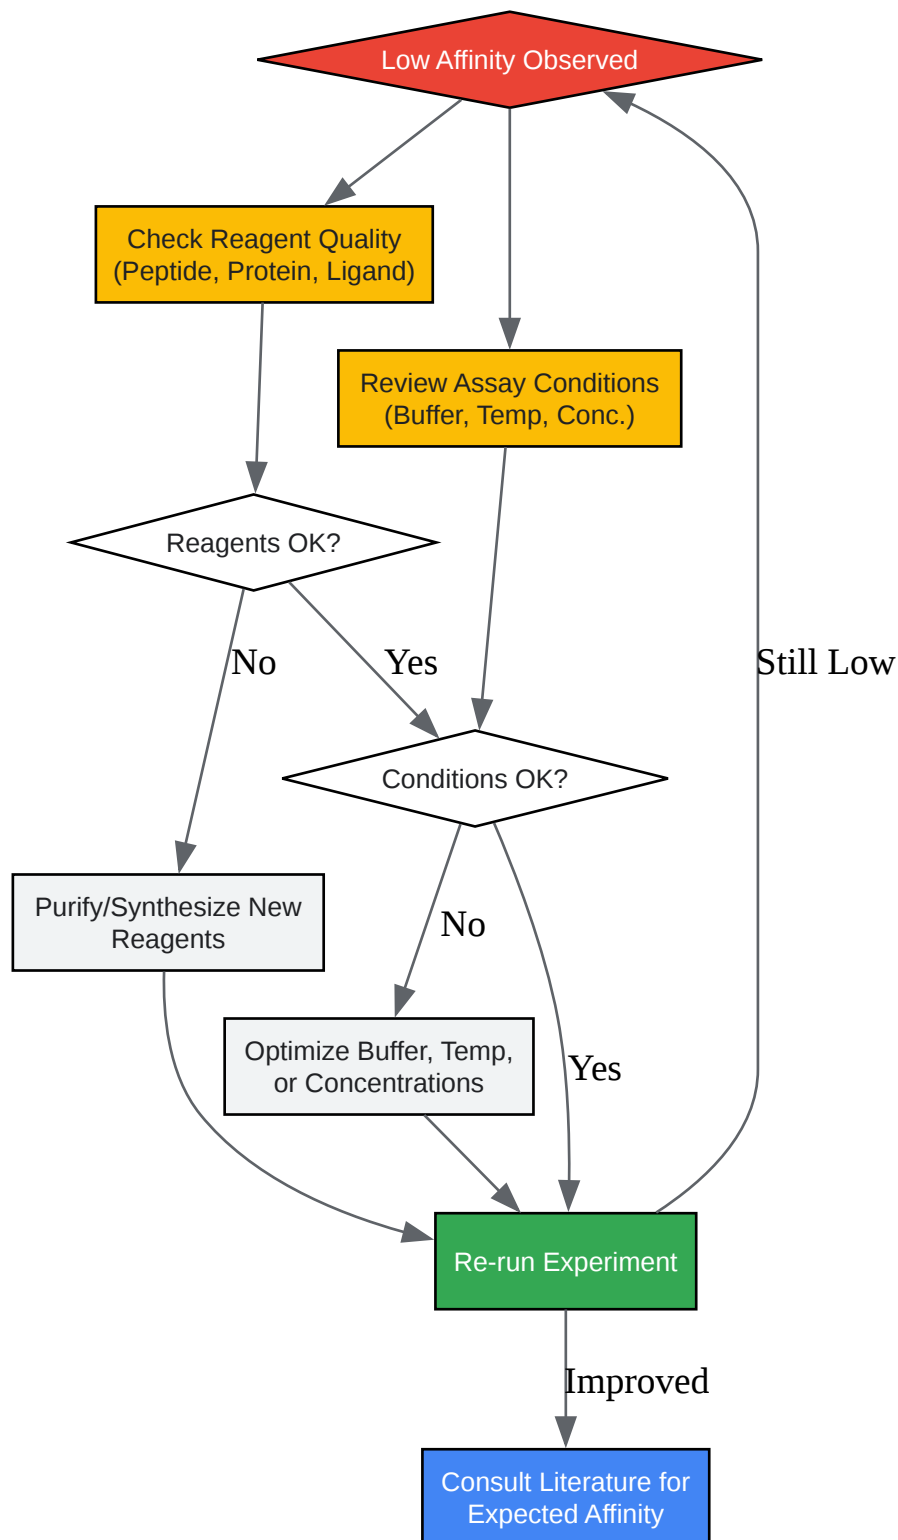 Low Affinity Observed
Check Reagent Quality
(Peptide, Protein, Ligand)
Review Assay Conditions
(Buffer, Temp, Conc.)
Reagents OK?
No
Yes
Still Low
Conditions OK?
Purify/Synthesize New
Reagents
No
Optimize Buffer, Temp,
or Concentrations
Yes
Re-run Experiment
Improved
Consult Literature for
Expected Affinity